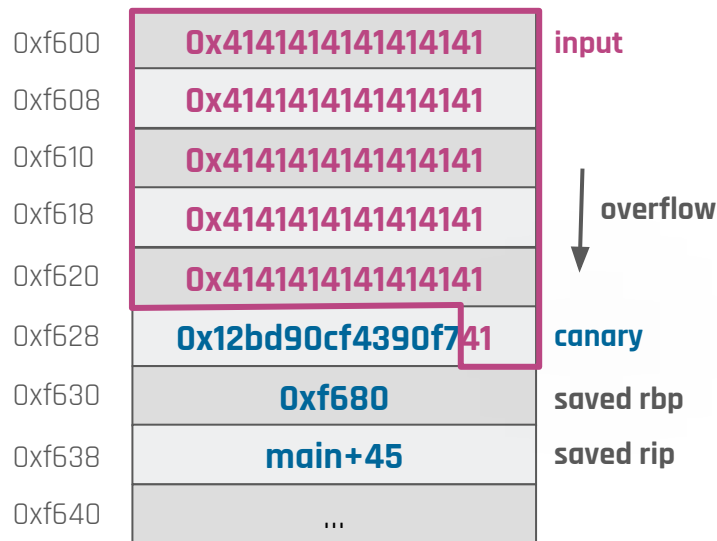 0xf600 0x4141414141414141 input
0xf608 0x4141414141414141
0xf610 0x4141414141414141
0xf618 0x4141414141414141 overflow
0xf620 0x4141414141414141
0xf628 0x12bd90cf4390f741 canary
0xf630 0xf680 saved rbp
0xf638 main+45 saved rip
0xf640 ...